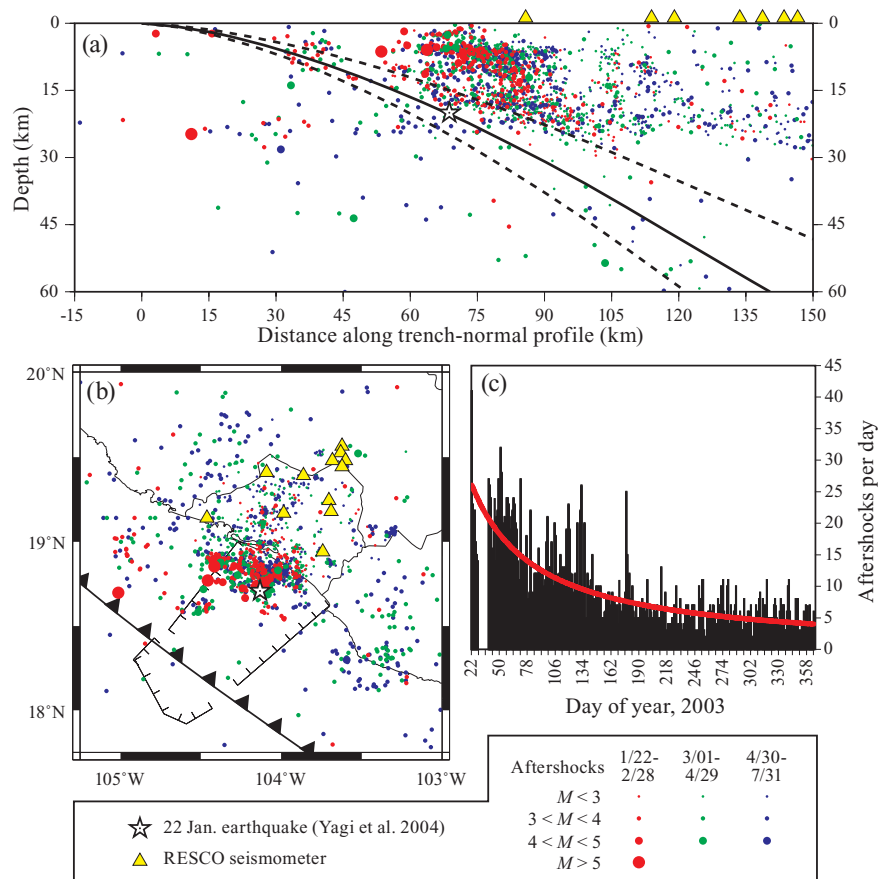 (a)
0
15
30
45
60
Depth (km)
0
15
30
45
60
-15 0 15 30 45 60 75 90 105 120 135 150
Distance along trench-normal profile (km)
(b)
20°N
19°N
18°N
105°W 104°W 103°W
(c)
45
40
35
30
25
20
15
10
5
0
Aftershocks per day
22 50 78 106 134 162 190 218 246 274 302 330 358
Day of year, 2003
22 Jan. earthquake (Yagi et al. 2004)
RESCO seismometer
Aftershocks 1/22-2/28 3/01-4/29 4/30-7/31
M < 3
3 < M < 4
4 < M < 5
M > 5